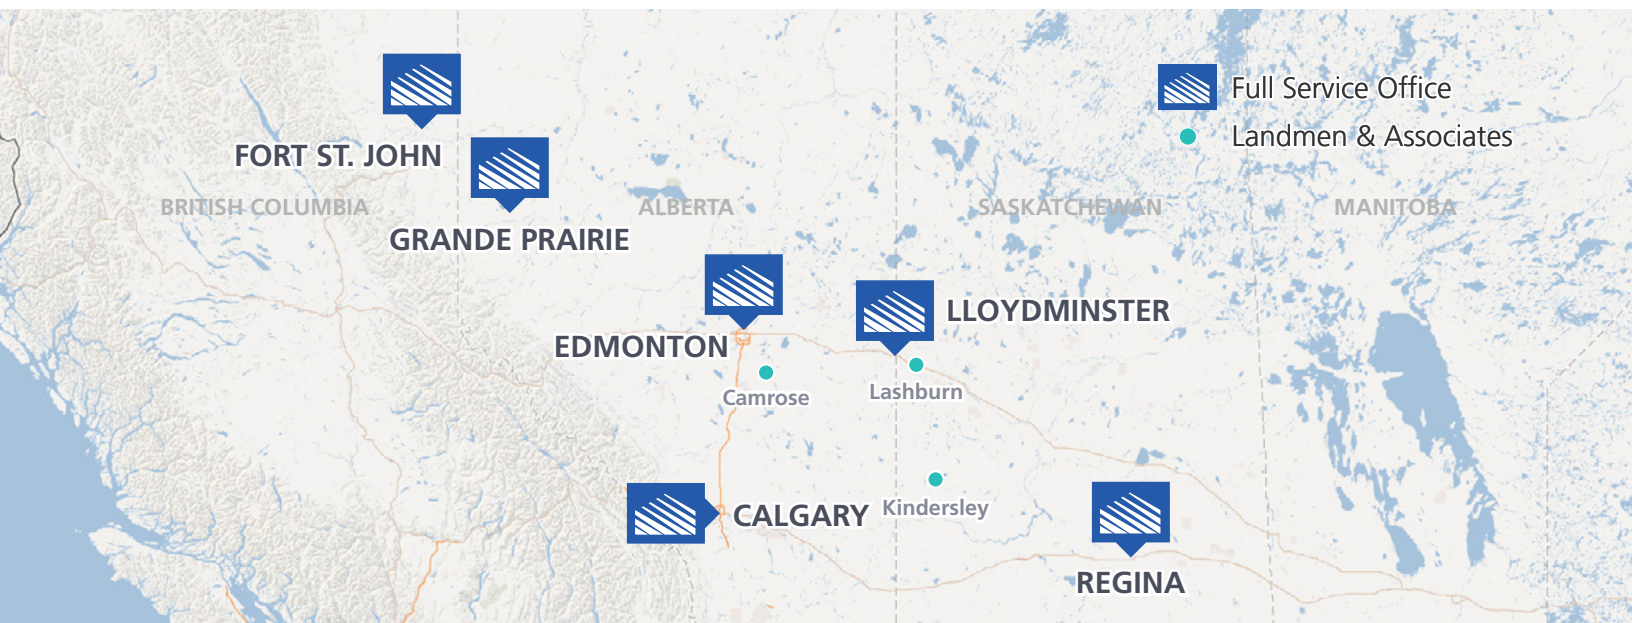 Full Service Office
Landmen & Associates
FORT ST. JOHN
BRITISH COLUMBIA
ALBERTA
SASKATCHEWAN
MANITOBA
GRANDE PRAIRIE
LLOYDMINSTER
EDMONTON
Camrose
Lashburn
CALGARY
Kindersley
REGINA